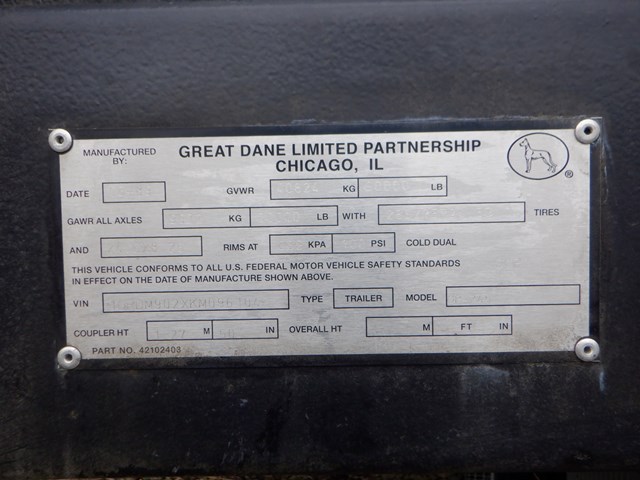 MANUFACTURED BY: GREAT DANE LIMITED PARTNERSHIP
CHICAGO, IL
®
DATE GVWR KG LB
GAWR ALL AXLES KG LB WITH TIRES
AND RIMS AT KPA PSI COLD DUAL
THIS VEHICLE CONFORMS TO ALL U.S. FEDERAL MOTOR VEHICLE SAFETY STANDARDS
IN EFFECT ON THE DATE OF MANUFACTURE SHOWN ABOVE.
VIN TYPE TRAILER MODEL
COUPLER HT M IN OVERALL HT M FT IN
PART NO. 42102403